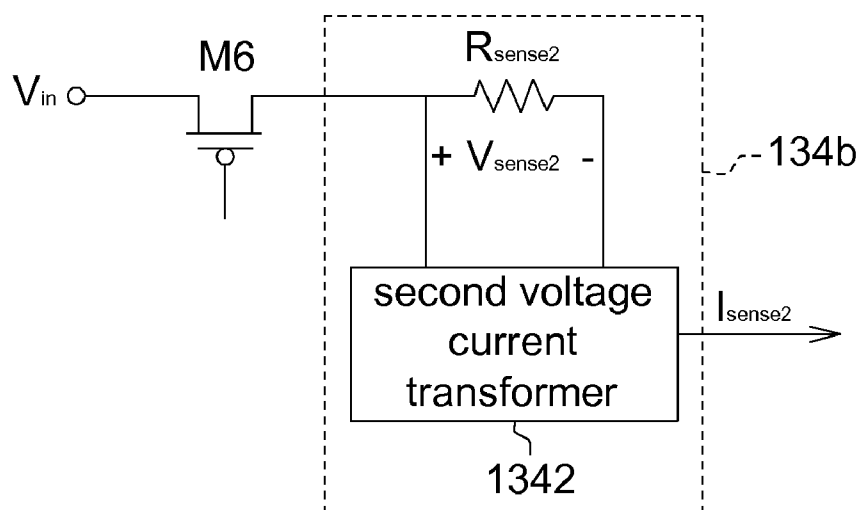 M6
Rsense2
Vin
+ Vsense2 -
134b
second voltage
current
transformer
Isense2
1342